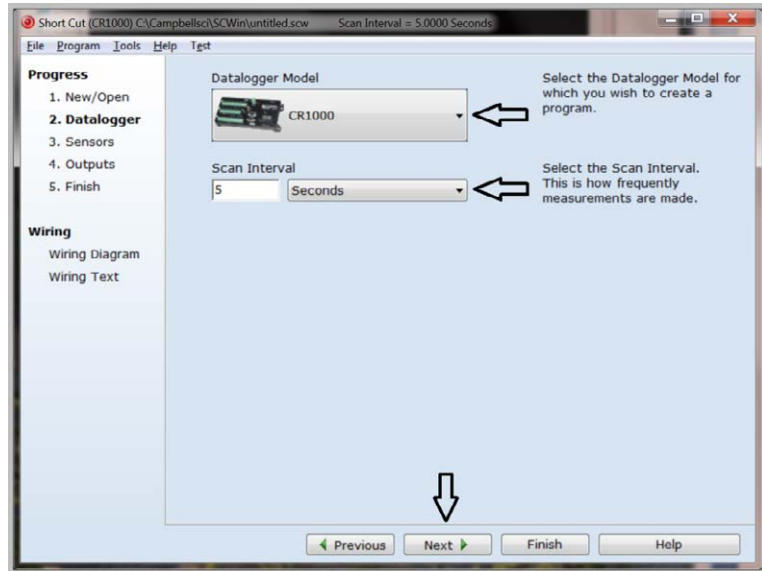 Short Cut (CR1000) C:\Campbellsci\SCWin\untitled.scw Scan Interval = 5.0000 Seconds
File Program Tools Help Test
Progress
1. New/Open
2. Datalogger
3. Sensors
4. Outputs
5. Finish
Wiring
Wiring Diagram
Wiring Text
Datalogger Model
CR1000
Select the Datalogger Model for
which you wish to create a
program.
Scan Interval
5 Seconds
Select the Scan Interval.
This is how frequently
measurements are made.
Previous Next Finish Help